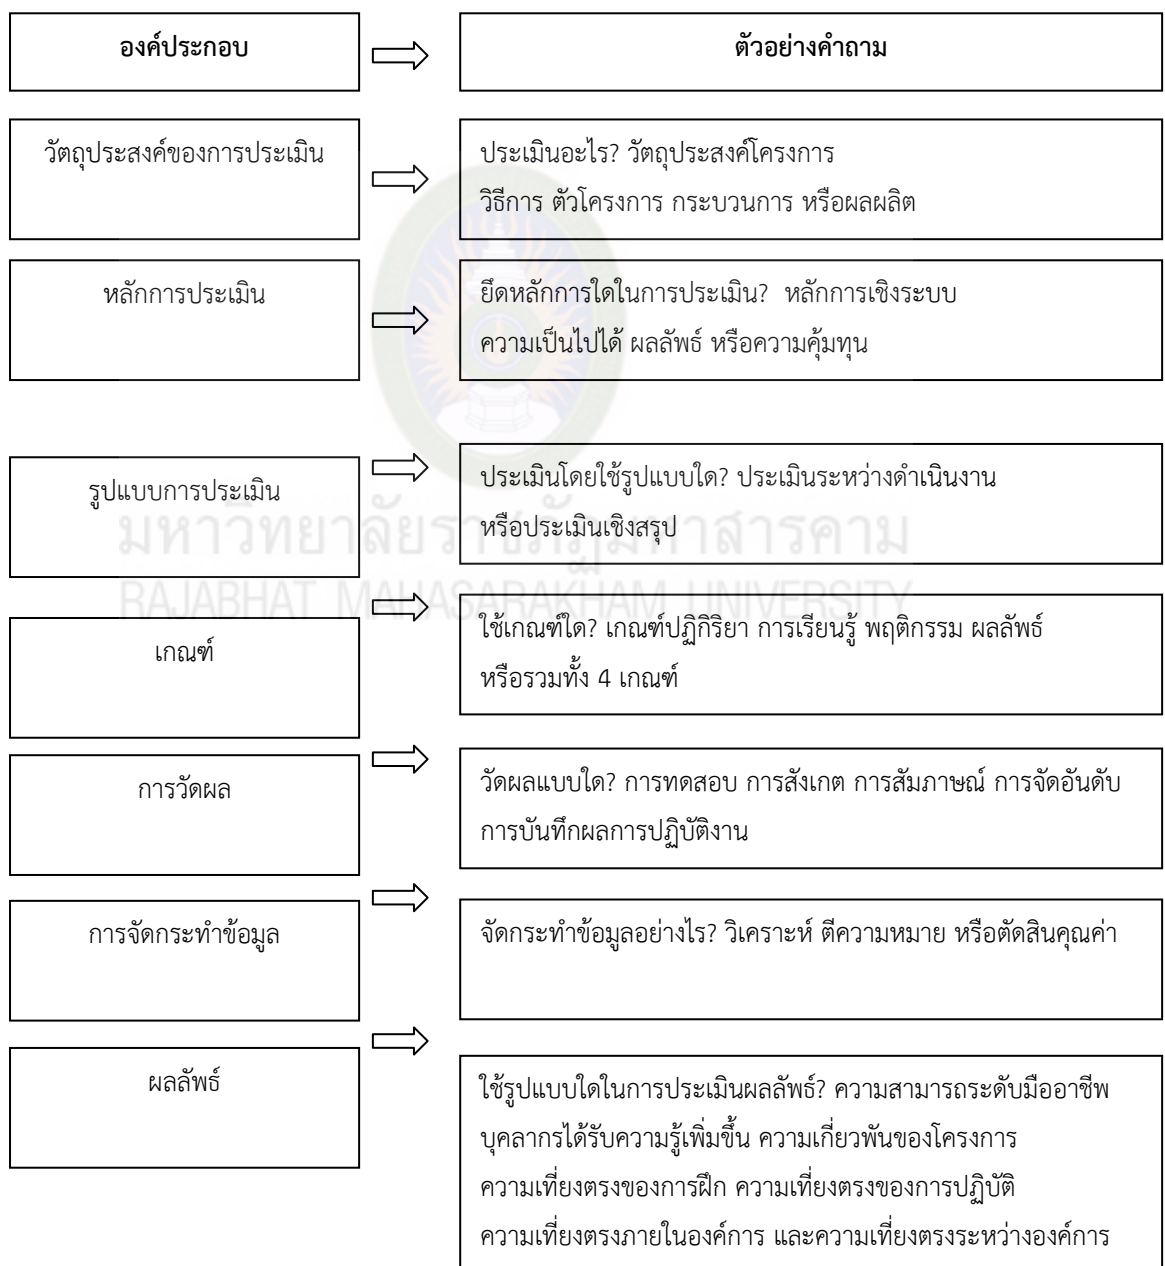 องค์ประกอบ
ตัวอย่างคำถาม
วัตถุประสงค์ของการประเมิน
ประเมินอะไร? วัตถุประสงค์โครงการ
วิธีการ ตัวโครงการ กระบวนการ หรือผลผลิต
หลักการประเมิน
ยึดหลักการใดในการประเมิน? หลักการเชิงระบบ
ความเป็นไปได้ ผลลัพธ์ หรือความคุ้มทุน
รูปแบบการประเมิน
ประเมินโดยใช้รูปแบบใด? ประเมินระหว่างดำเนินงาน
หรือประเมินเชิงสรุป
มหาวิทยาลัยราชภัฏมหาสารคาม
RAJABHAT MAHASARAKHAM UNIVERSITY
เกณฑ์
ใช้เกณฑ์ใด? เกณฑ์ปฏิกิริยา การเรียนรู้ พฤติกรรม ผลลัพธ์
หรือรวมทั้ง 4 เกณฑ์
การวัดผล
วัดผลแบบใด? การทดสอบ การสังเกต การสัมภาษณ์ การจัดอันดับ
การบันทึกผลการปฏิบัติงาน
การจัดกระทำข้อมูล
จัดกระทำข้อมูลอย่างไร? วิเคราะห์ ตีความหมาย หรือตัดสินคุณค่า
ผลลัพธ์
ใช้รูปแบบใดในการประเมินผลลัพธ์? ความสามารถระดับมืออาชีพ
บุคลากรได้รับความรู้เพิ่มขึ้น ความเกี่ยวพันของโครงการ
ความเที่ยงตรงของการฝึก ความเที่ยงตรงของการปฏิบัติ
ความเที่ยงตรงภายในองค์การ และความเที่ยงตรงระหว่างองค์การ